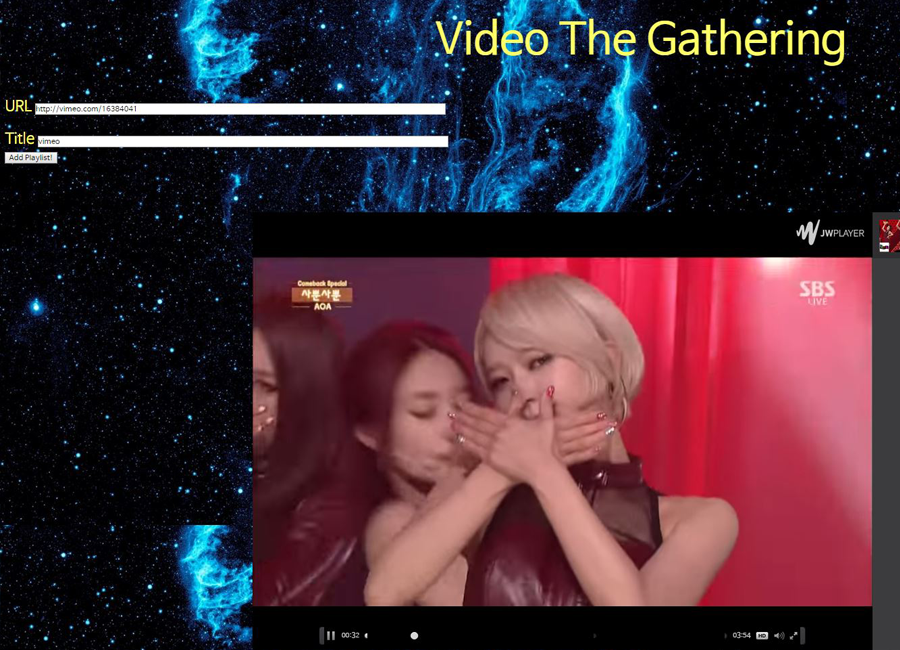 Video The Gathering
URL http://vimeo.com/16384041
Title vimeo
Add Playlist!
JWPLAYER
Comeback Special
사뿐사뿐
AOA
SBS
LIVE
00:32
03:54 HD